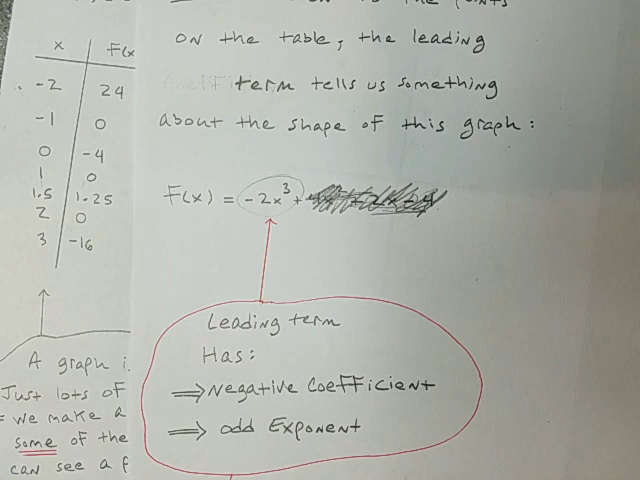 x F(x
-2 24
-1 0
0 -4
1 0
1.5 1.25
2 0
3 -16
A graph i
Just lots of
= we make a
some of the
can see a f
on the table, the leading
term tells us something
about the shape of this graph:
F(x) = -2x³ +
Leading term
Has:
⇒ Negative Coefficient
⇒ odd Exponent